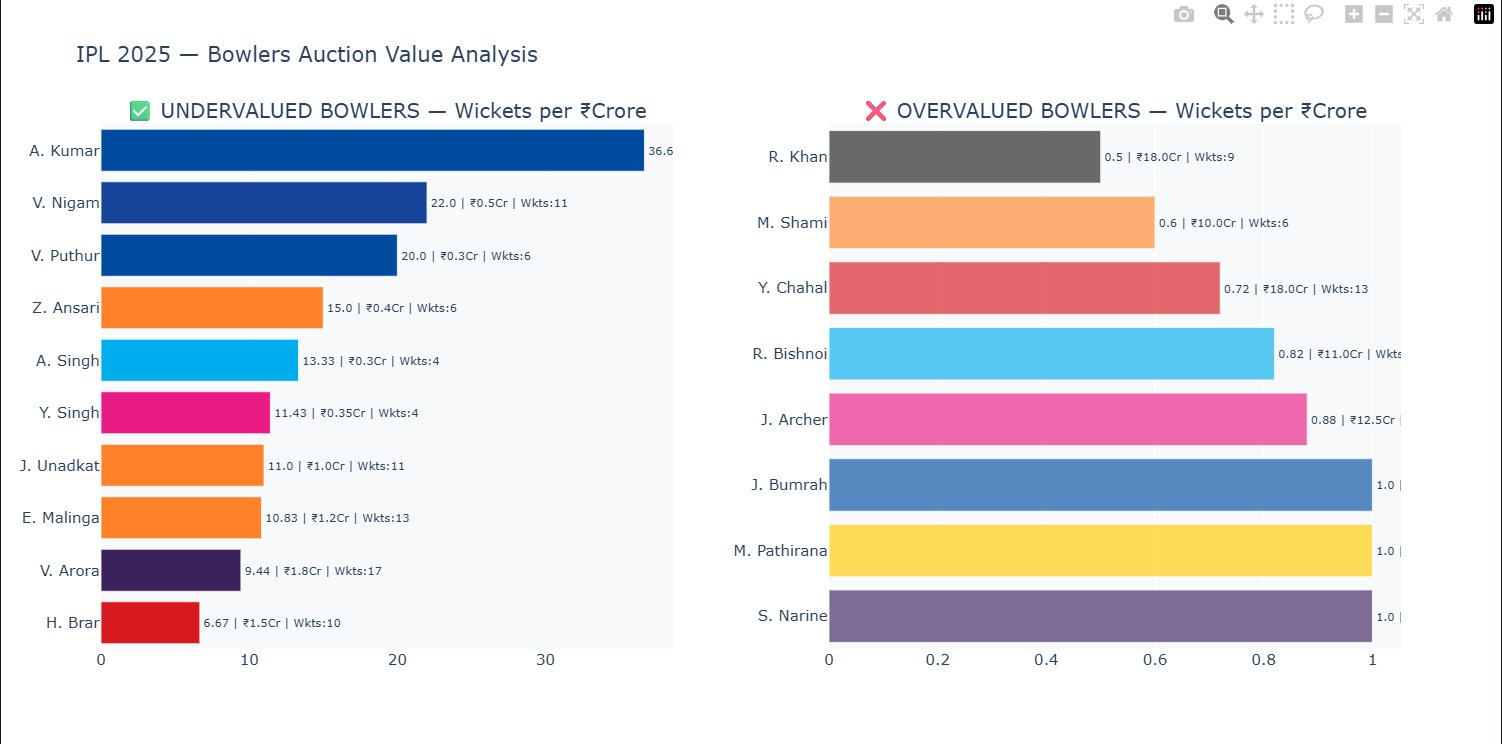 IPL 2025 — Bowlers Auction Value Analysis
✅ UNDERVALUED BOWLERS — Wickets per ₹Crore
A. Kumar 36.6
V. Nigam 22.0 | ₹0.5Cr | Wkts:11
V. Puthur 20.0 | ₹0.3Cr | Wkts:6
Z. Ansari 15.0 | ₹0.4Cr | Wkts:6
A. Singh 13.33 | ₹0.3Cr | Wkts:4
Y. Singh 11.43 | ₹0.35Cr | Wkts:4
J. Unadkat 11.0 | ₹1.0Cr | Wkts:11
E. Malinga 10.83 | ₹1.2Cr | Wkts:13
V. Arora 9.44 | ₹1.8Cr | Wkts:17
H. Brar 6.67 | ₹1.5Cr | Wkts:10
0 10 20 30
❌ OVERVALUED BOWLERS — Wickets per ₹Crore
R. Khan 0.5 | ₹18.0Cr | Wkts:9
M. Shami 0.6 | ₹10.0Cr | Wkts:6
Y. Chahal 0.72 | ₹18.0Cr | Wkts:13
R. Bishnoi 0.82 | ₹11.0Cr | Wkts
J. Archer 0.88 | ₹12.5Cr |
J. Bumrah 1.0 |
M. Pathirana 1.0 |
S. Narine 1.0 |
0 0.2 0.4 0.6 0.8 1